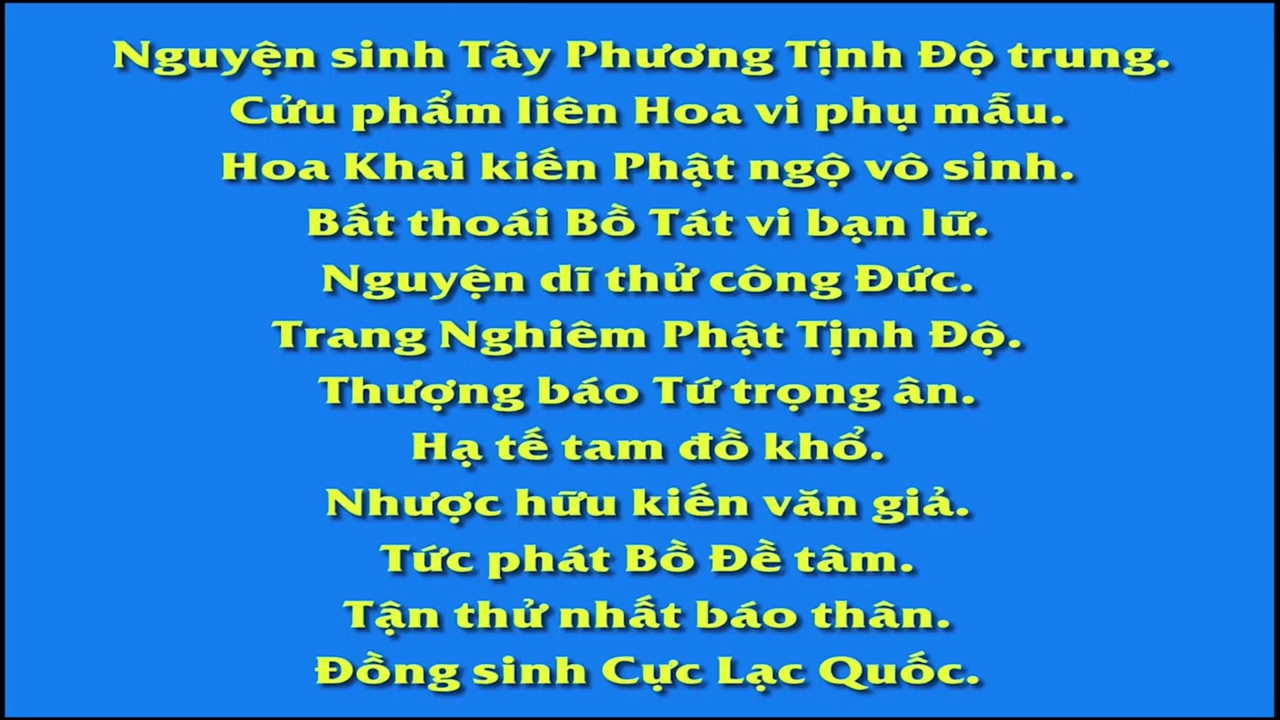 Nguyện sinh Tây Phương Tịnh Độ trung.
Cửu phẩm liên Hoa vi phụ mẫu.
Hoa Khai kiến Phật ngộ vô sinh.
Bất thoái Bồ Tát vi bạn lữ.
Nguyện dĩ thử công Đức.
Trang Nghiêm Phật Tịnh Độ.
Thượng báo Tứ trọng ân.
Hạ tế tam đồ khổ.
Nhược hữu kiến văn giả.
Tức phát Bồ Đề tâm.
Tận thử nhất báo thân.
Đồng sinh Cực Lạc Quốc.